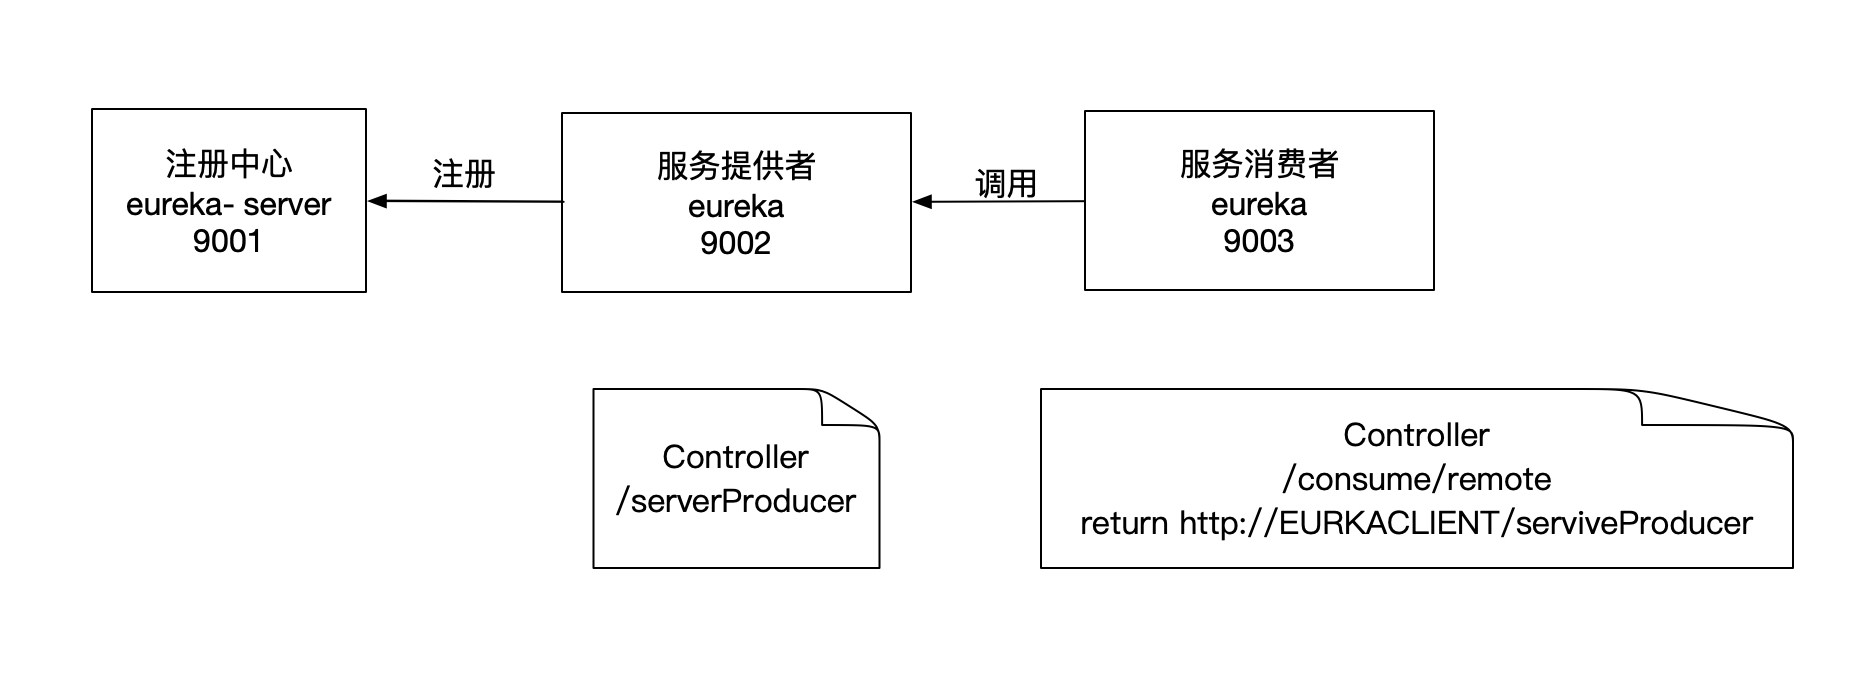 注册中心
eureka- server
9001
注册
服务提供者
eureka
9002
调用
服务消费者
eureka
9003
Controller
/serverProducer
Controller
/consume/remote
return http://EURKACLIENT/serviveProducer